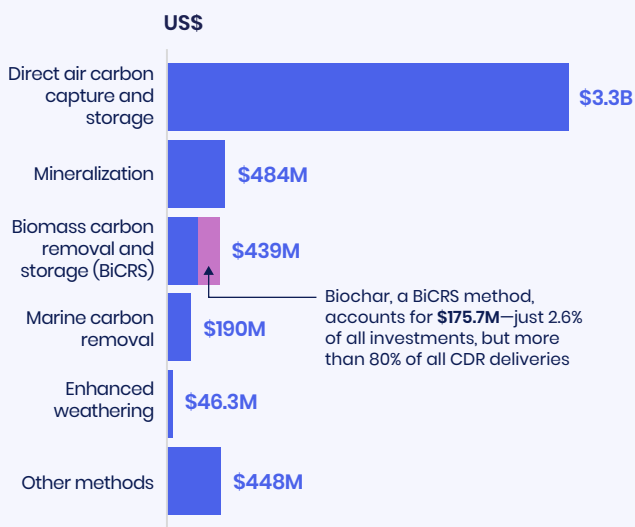 US$
Direct air carbon
capture and
storage
$3.3B
Mineralization
$484M
Biomass carbon
removal and
storage (BiCRS)
$439M
Biochar, a BiCRS method,
accounts for $175.7M—just 2.6%
of all investments, but more
than 80% of all CDR deliveries
Marine carbon
removal
$190M
Enhanced
weathering
$46.3M
Other methods
$448M